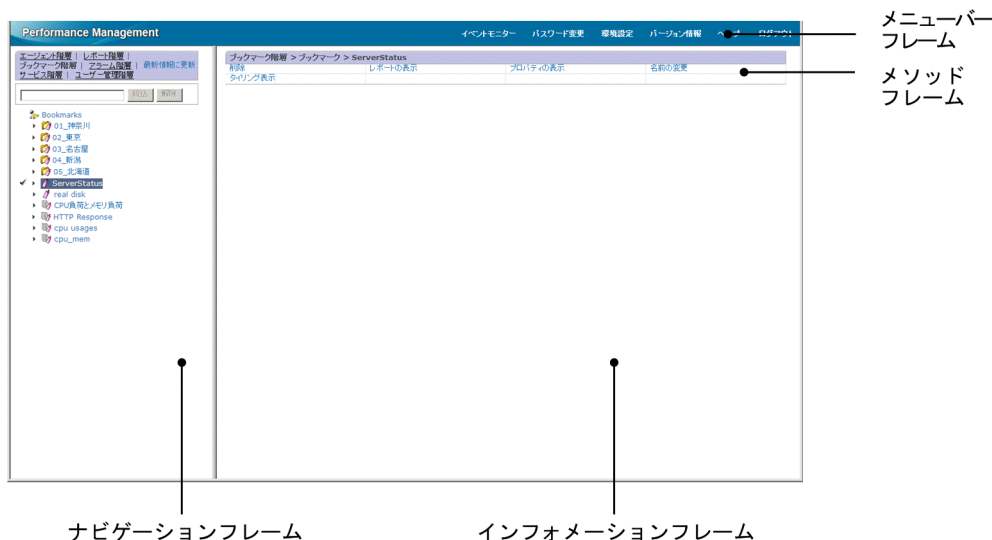 Performance Management
イベントモニター パスワード変更 環境設定 バージョン情報 ヘルプ ログアウト
メニューバー
フレーム
エージェント階層 | レポート階層 |
ブックマーク階層 | アラーム階層 | 最新情報に更新
サービス階層 | ユーザー管理階層
ブックマーク階層 > ブックマーク > ServerStatus
削除 レポートの表示 プロパティの表示 名前の変更
タイリング表示
メソッド
フレーム
絞込 解除
Bookmarks
01_神奈川
02_東京
03_名古屋
04_新潟
05_北海道
ServerStatus
real disk
CPU負荷とメモリ負荷
HTTP Response
cpu usages
cpu_mem
ナビゲーションフレーム
インフォメーションフレーム